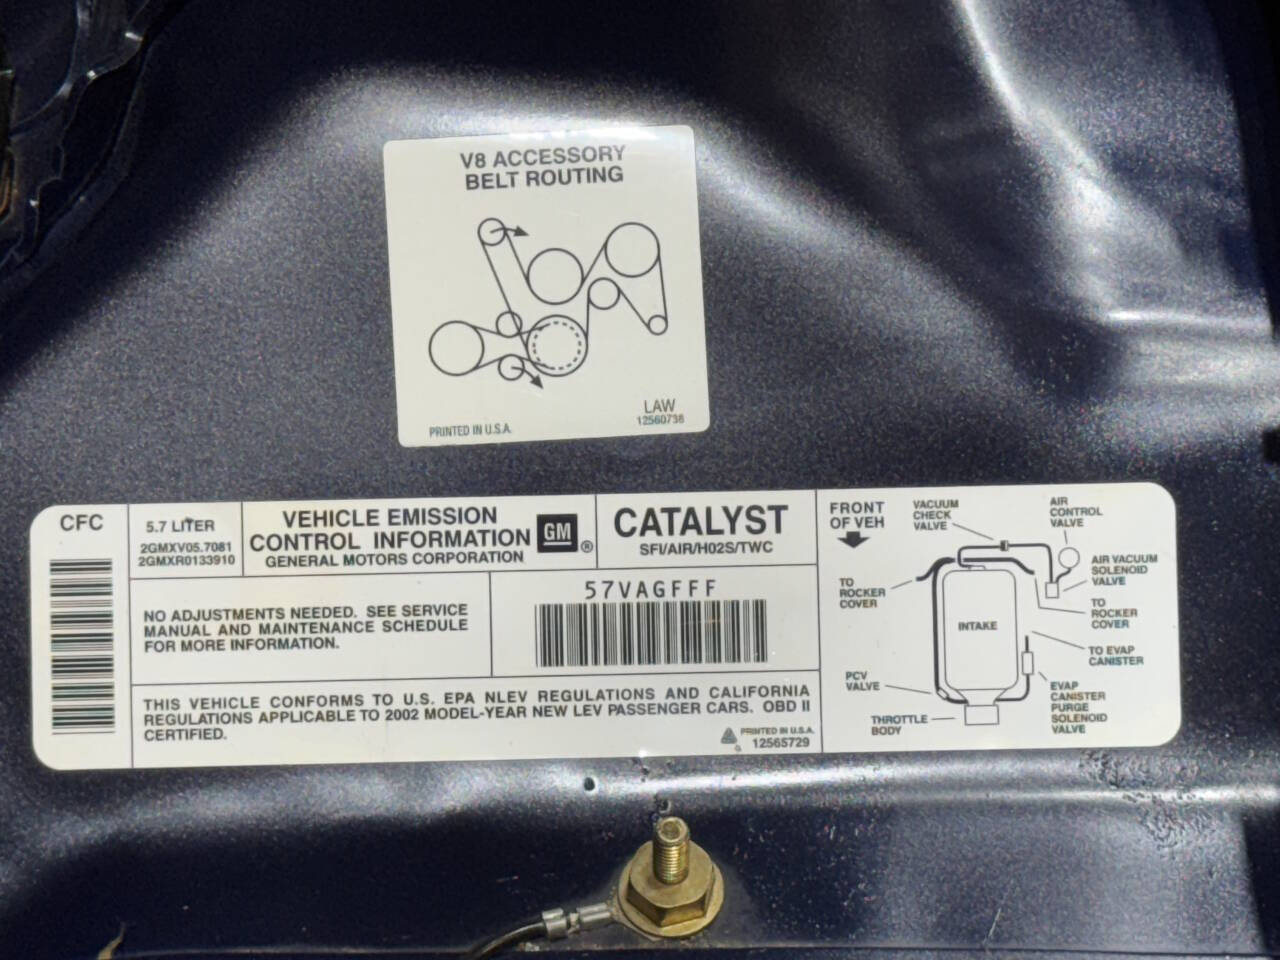 V8 ACCESSORY
BELT ROUTING
LAW
12560738
PRINTED IN U.S.A.
CFC
5.7 LITER
2GMXV05.7081
2GMXR0133910
VEHICLE EMISSION
CONTROL INFORMATION
GENERAL MOTORS CORPORATION
GM
®
CATALYST
SFI/AIR/H02S/TWC
NO ADJUSTMENTS NEEDED. SEE SERVICE
MANUAL AND MAINTENANCE SCHEDULE
FOR MORE INFORMATION.
57VAGFFF
THIS VEHICLE CONFORMS TO U.S. EPA NLEV REGULATIONS AND CALIFORNIA
REGULATIONS APPLICABLE TO 2002 MODEL-YEAR NEW LEV PASSENGER CARS. OBD II
CERTIFIED.
PRINTED IN U.S.A.
12565729
FRONT
OF VEH
VACUUM
CHECK
VALVE
AIR
CONTROL
VALVE
AIR VACUUM
SOLENOID
VALVE
TO
ROCKER
COVER
TO
ROCKER
COVER
INTAKE
TO EVAP
CANISTER
PCV
VALVE
EVAP
CANISTER
PURGE
SOLENOID
VALVE
THROTTLE
BODY